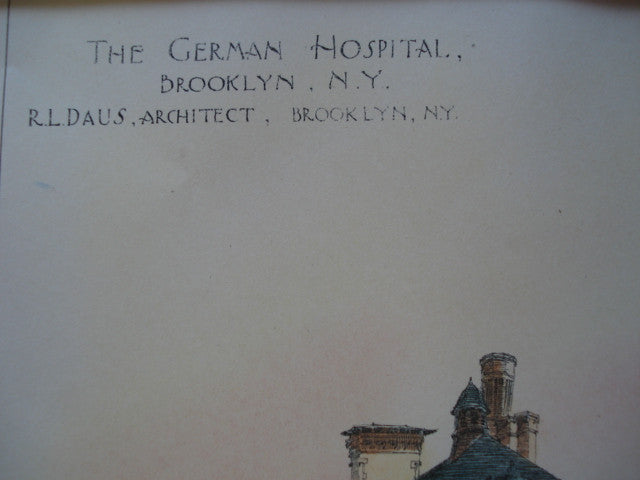 THE GERMAN HOSPITAL,
BROOKLYN, N.Y.
R.L.DAUS, ARCHITECT, BROOKLYN, N.Y.